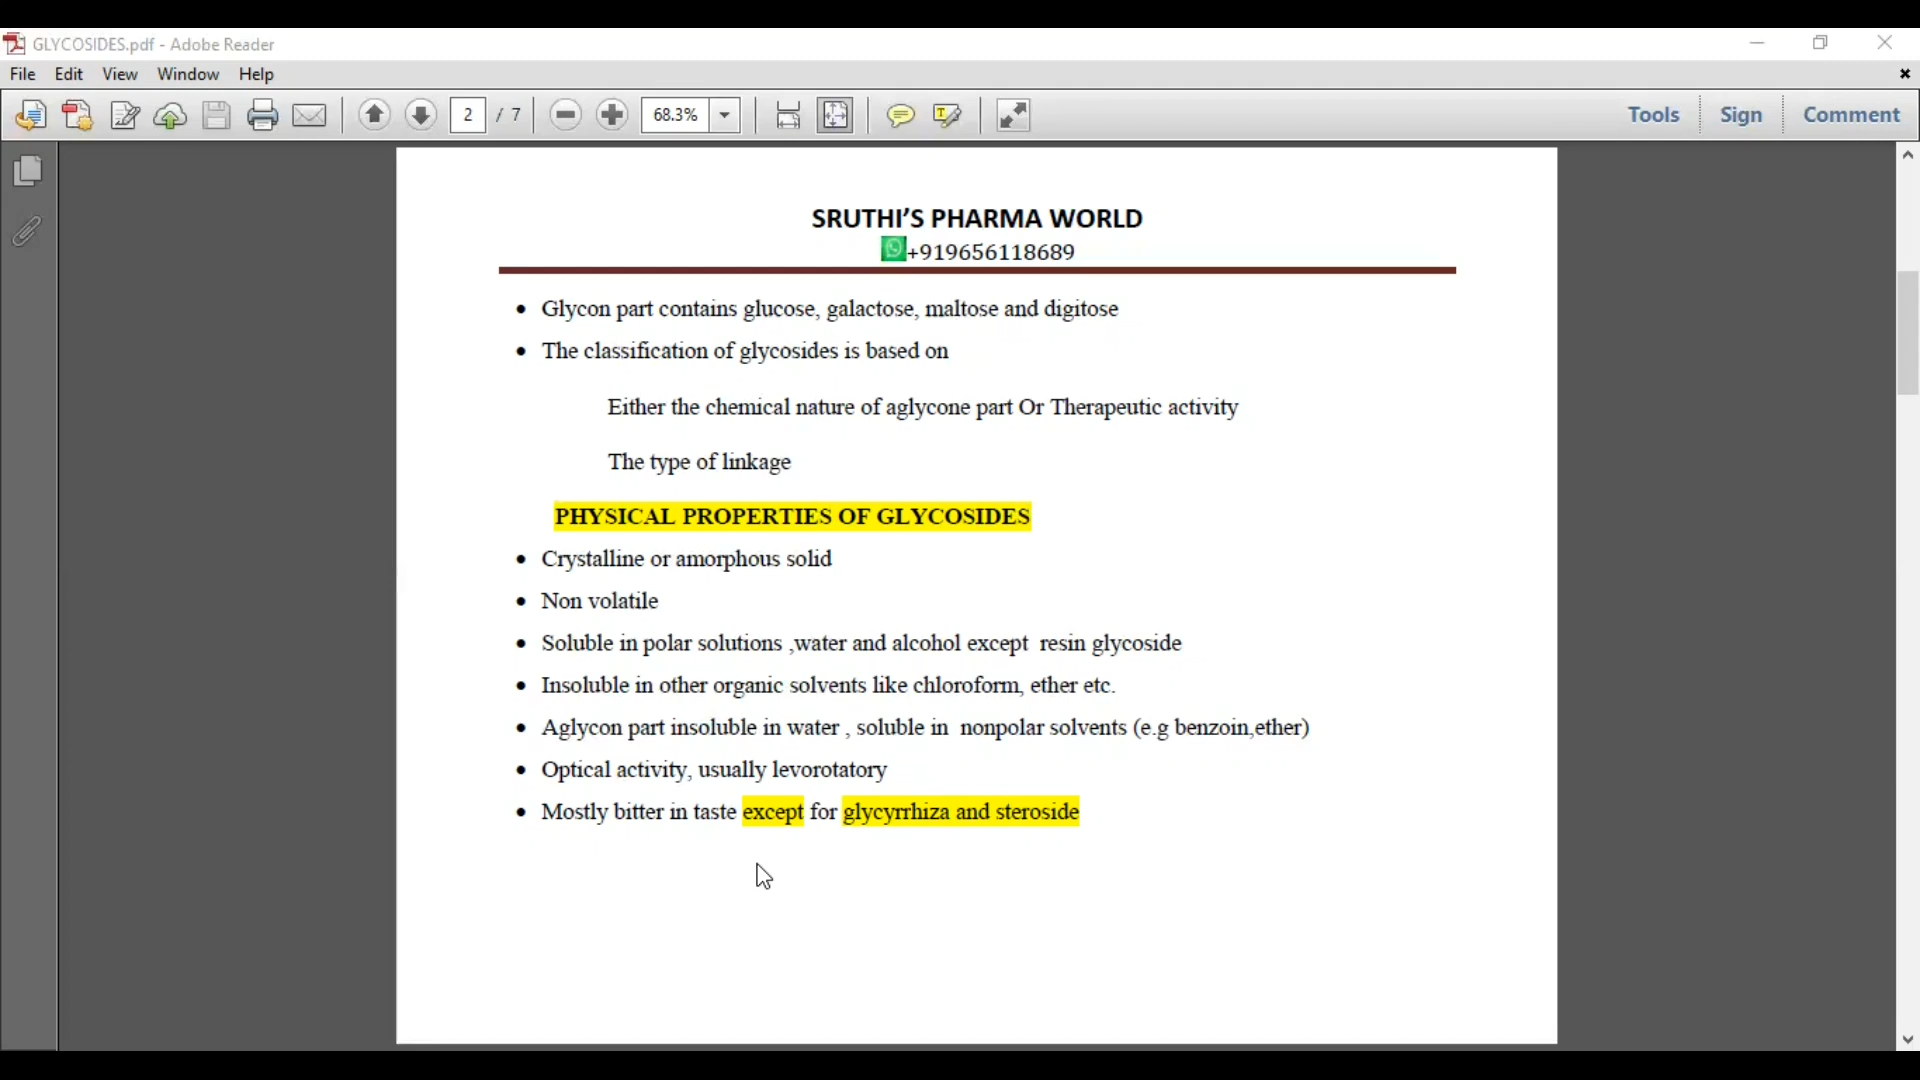 GLYCOSIDES.pdf - Adobe Reader
File Edit View Window Help
2 / 7 68.3% Tools Sign Comment
SRUTHI'S PHARMA WORLD
+919656118689
• Glycon part contains glucose, galactose, maltose and digitose
• The classification of glycosides is based on
Either the chemical nature of aglycone part Or Therapeutic activity
The type of linkage
PHYSICAL PROPERTIES OF GLYCOSIDES
• Crystalline or amorphous solid
• Non volatile
• Soluble in polar solutions ,water and alcohol except resin glycoside
• Insoluble in other organic solvents like chloroform, ether etc.
• Aglycon part insoluble in water , soluble in nonpolar solvents (e.g benzoin,ether)
• Optical activity, usually levorotatory
• Mostly bitter in taste except for glycyrrhiza and steroside